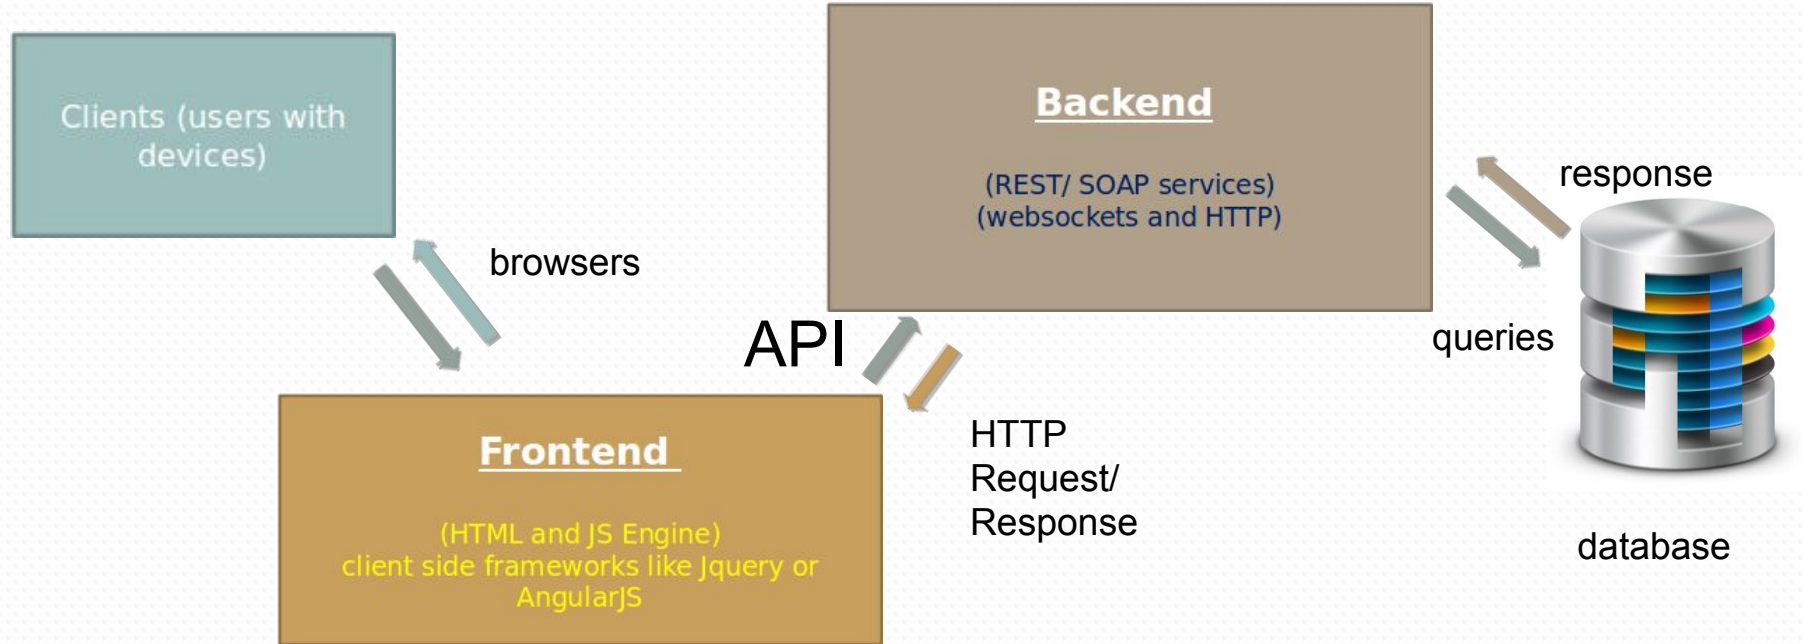 Clients (users with
devices)
browsers
Frontend
(HTML and JS Engine)
client side frameworks like Jquery or
AngularJS
API
HTTP
Request/
Response
Backend
(REST/ SOAP services)
(websockets and HTTP)
response
queries
database